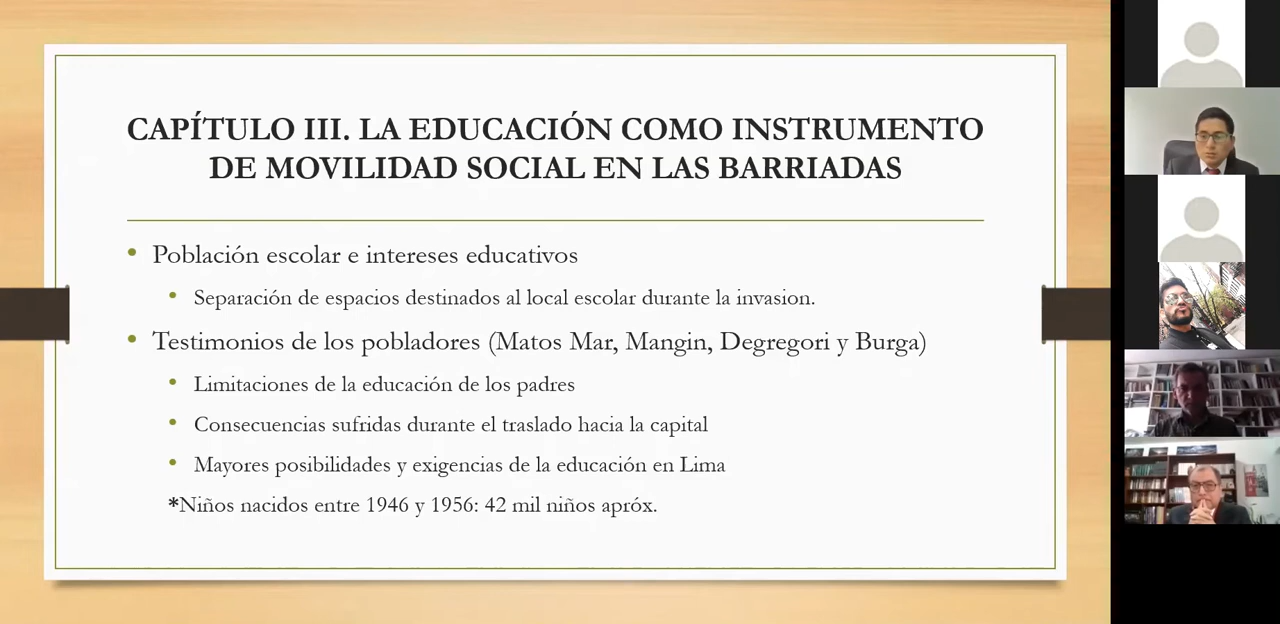 CAPÍTULO III. LA EDUCACIÓN COMO INSTRUMENTO
DE MOVILIDAD SOCIAL EN LAS BARRIADAS
• Población escolar e intereses educativos
• Separación de espacios destinados al local escolar durante la invasion.
• Testimonios de los pobladores (Matos Mar, Mangin, Degregori y Burga)
• Limitaciones de la educación de los padres
• Consecuencias sufridas durante el traslado hacia la capital
• Mayores posibilidades y exigencias de la educación en Lima
*Niños nacidos entre 1946 y 1956: 42 mil niños apróx.